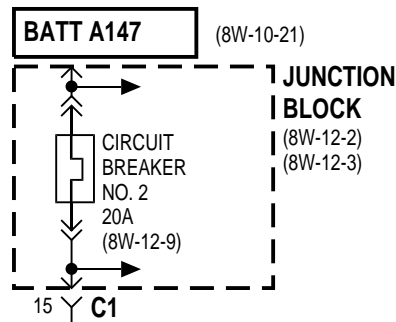 BATT A147 (8W-10-21)
JUNCTION
BLOCK
(8W-12-2)
(8W-12-3)
CIRCUIT
BREAKER
NO. 2
20A
(8W-12-9)
15 C1